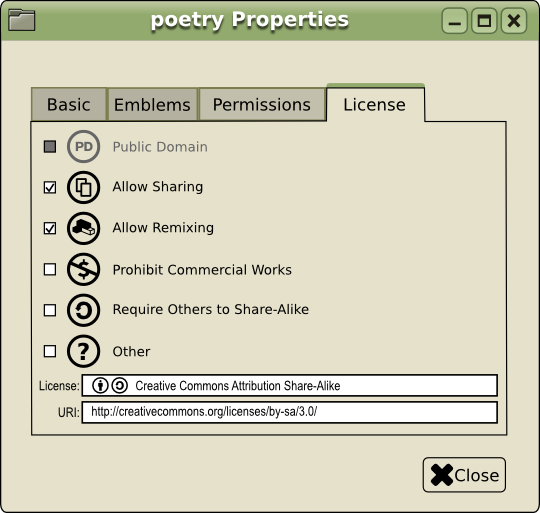 poetry Properties
Basic Emblems Permissions License
PD Public Domain
Allow Sharing
Allow Remixing
$ Prohibit Commercial Works
Require Others to Share-Alike
? Other
License: Creative Commons Attribution Share-Alike
URI: http://creativecommons.org/licenses/by-sa/3.0/
Close